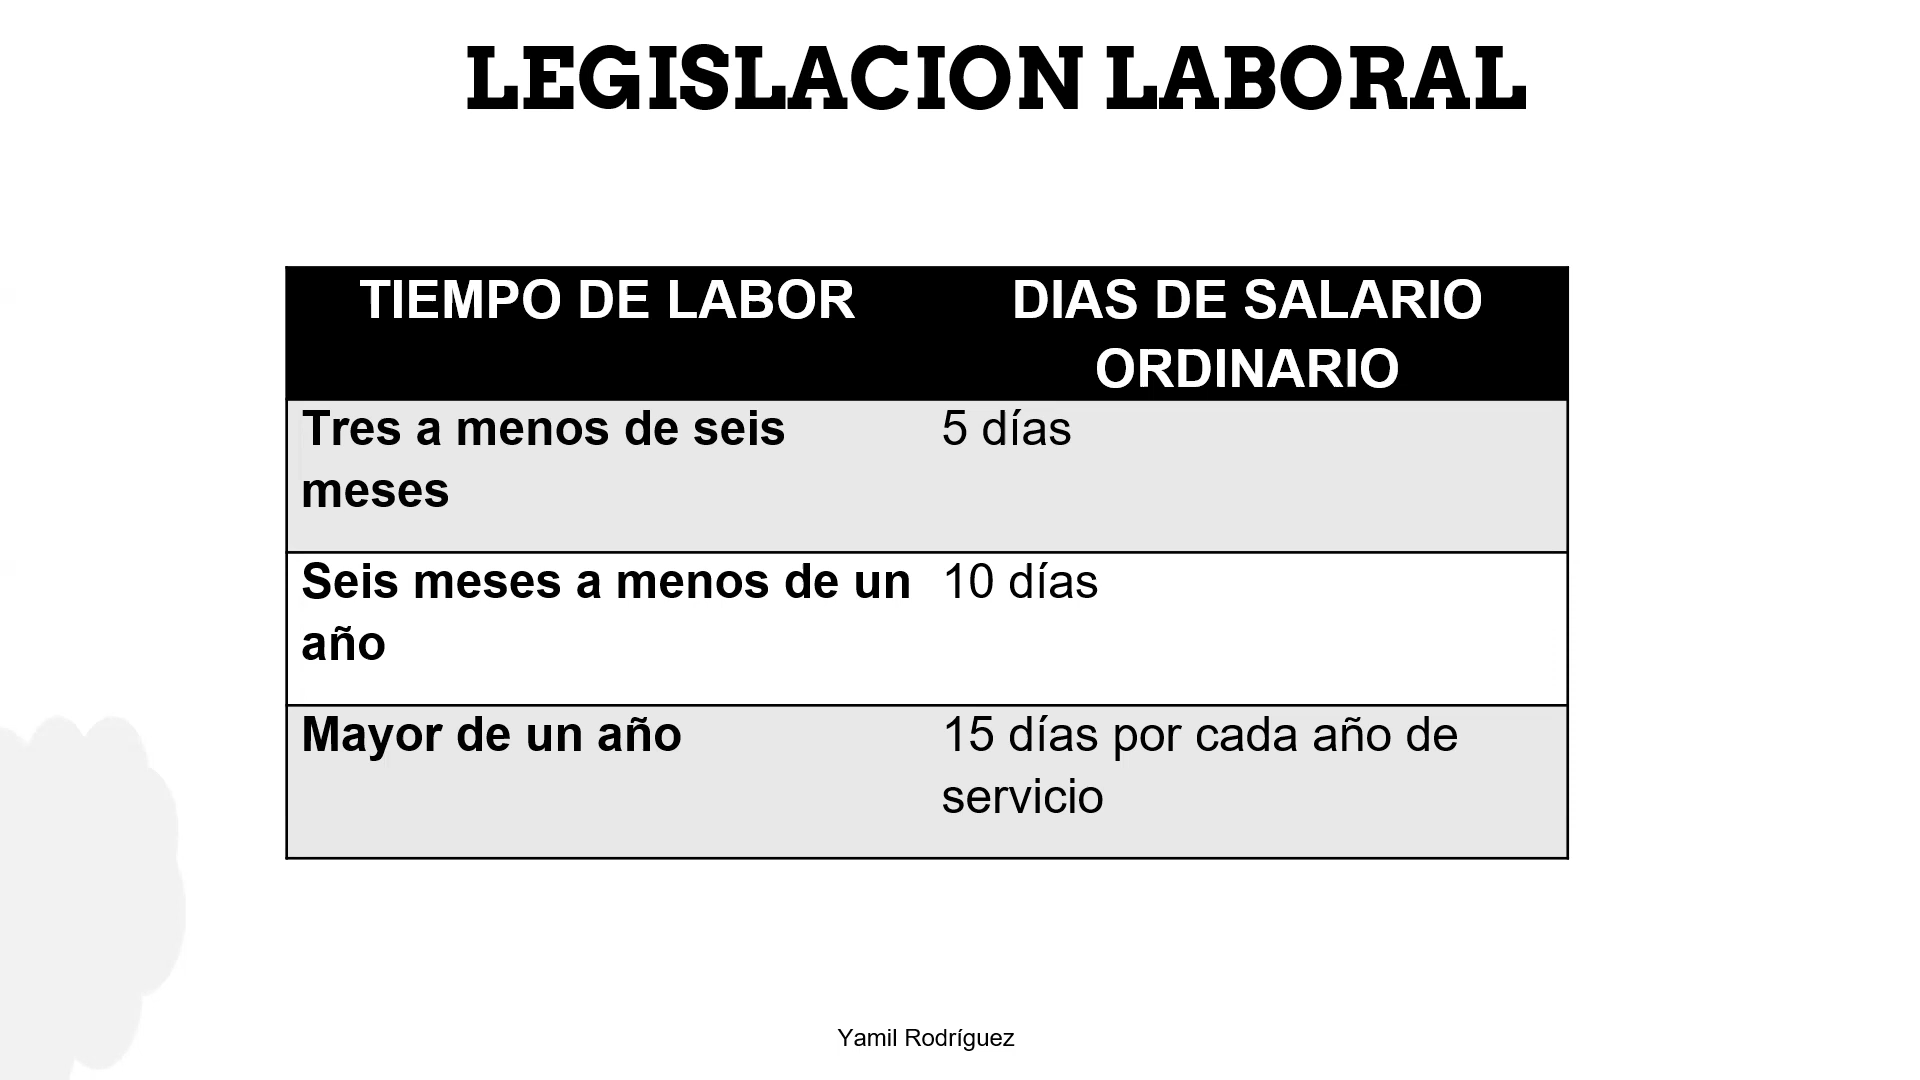 LEGISLACION LABORAL
TIEMPO DE LABOR
DIAS DE SALARIO
ORDINARIO
Tres a menos de seis
meses
5 días
Seis meses a menos de un
año
10 días
Mayor de un año
15 días por cada año de
servicio
Yamil Rodríguez